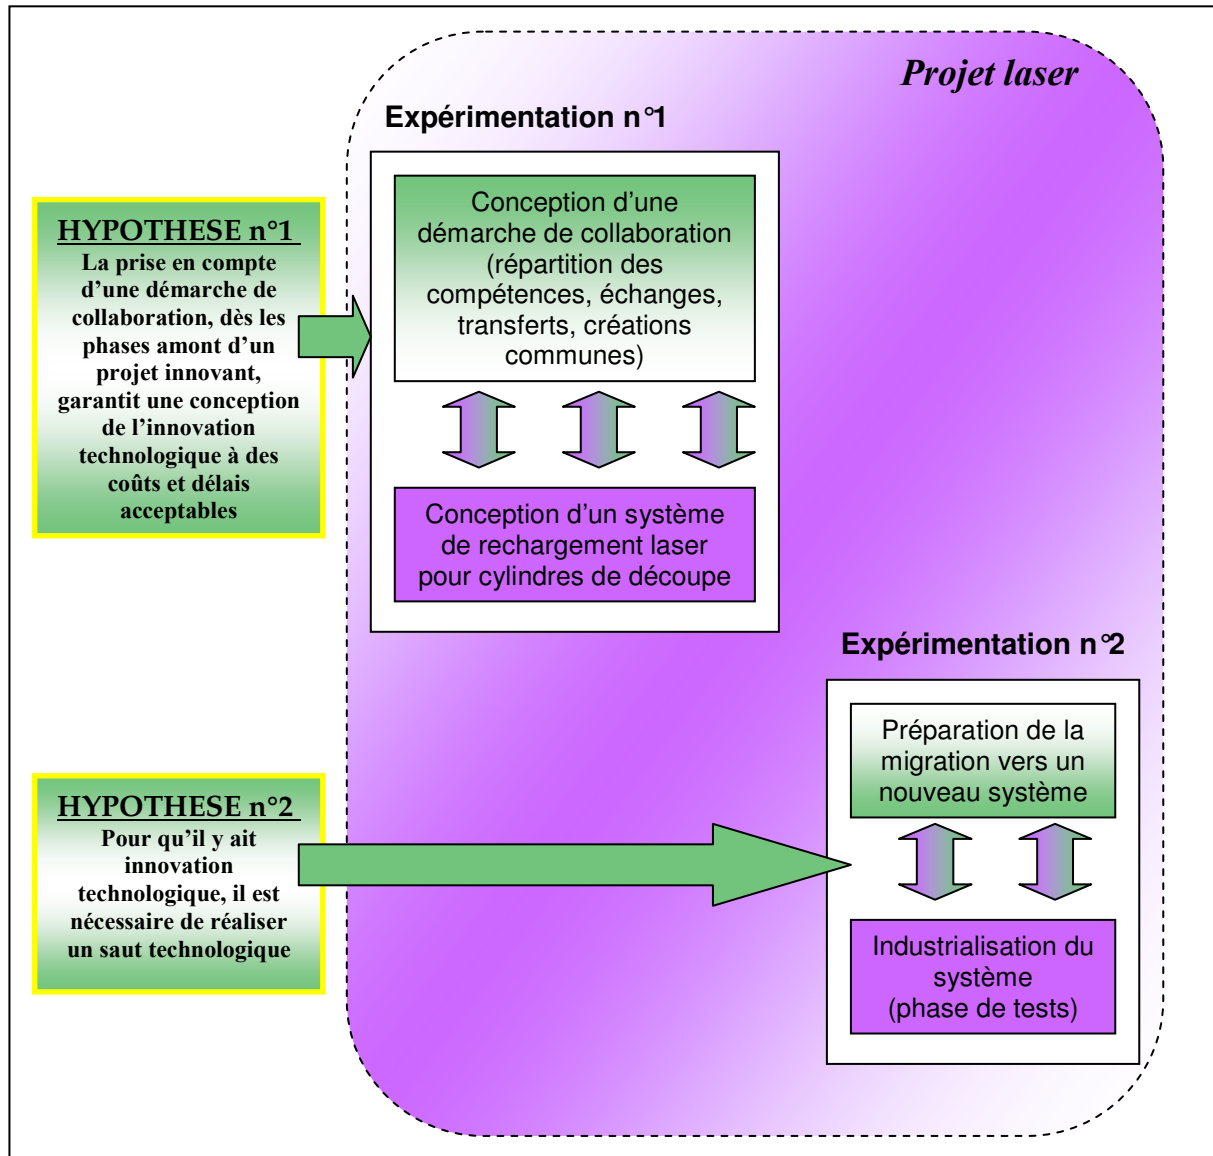 Projet laser
Expérimentation n°1
Conception d’une
démarche de collaboration
(répartition des
compétences, échanges,
transferts, créations
communes)
HYPOTHESE n°1
La prise en compte
d’une démarche de
collaboration, dès les
phases amont d’un
projet innovant,
garantit une conception
de l’innovation
technologique à des
coûts et délais
acceptables
Conception d’un système
de rechargement laser
pour cylindres de découpe
Expérimentation n°2
Préparation de la
migration vers un
nouveau système
HYPOTHESE n°2
Pour qu’il y ait
innovation
technologique, il est
nécessaire de réaliser
un saut technologique
Industrialisation du
système
(phase de tests)